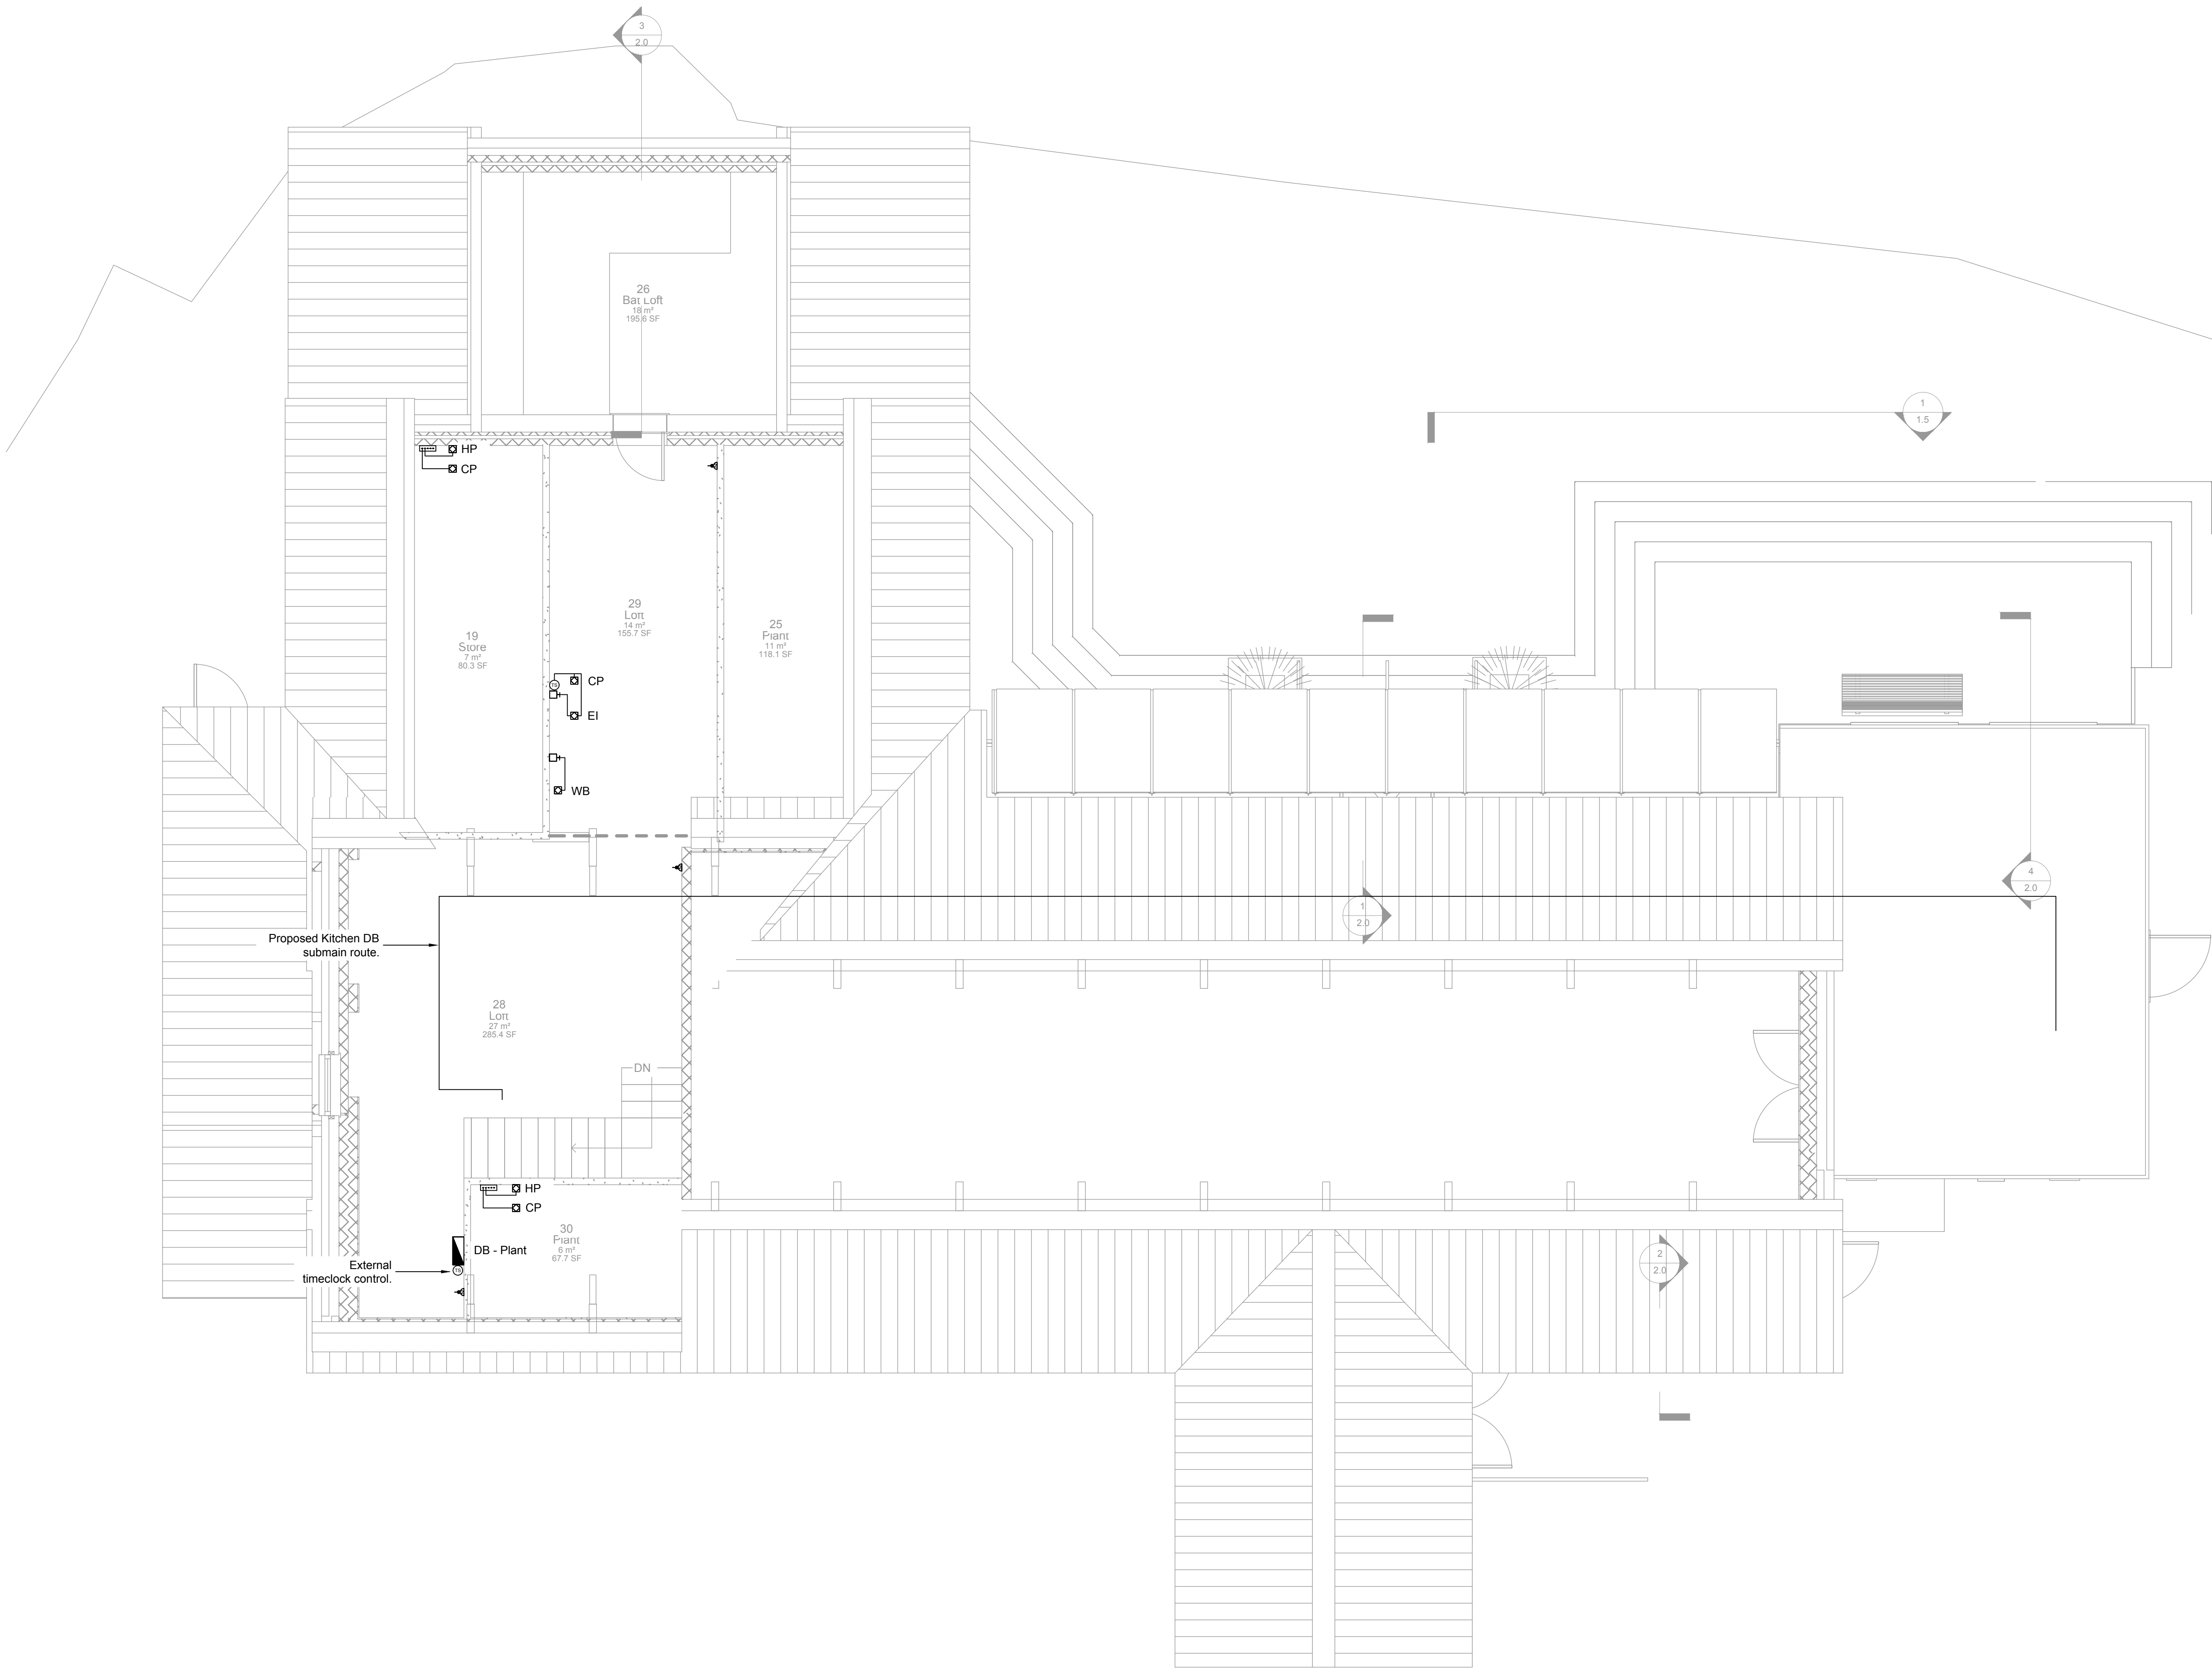 3
2.0
26
Bat Loft
18 m²
195.6 SF
1
1.5
HP
CP
29
Loft
14 m²
155.7 SF
25
Plant
11 m²
118.1 SF
19
Store
7 m²
80.3 SF
TS
CP
EI
WB
4
2.0
1
2.0
Proposed Kitchen DB
submain route.
28
Loft
27 m²
285.4 SF
DN
HP
CP
30
Plant
6 m²
67.7 SF
DB - Plant
External
timeclock control.
TS
2
2.0